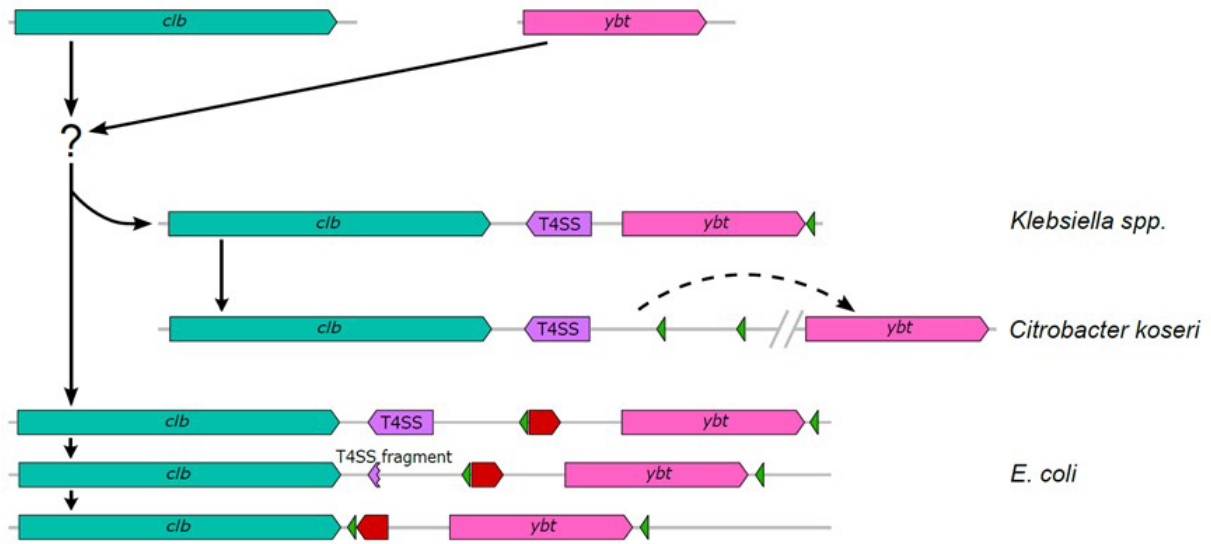 clb ybt
?
clb T4SS ybt Klebsiella spp.
clb T4SS ybt Citrobacter koseri
clb T4SS ybt
T4SS fragment
clb ybt E. coli
clb ybt